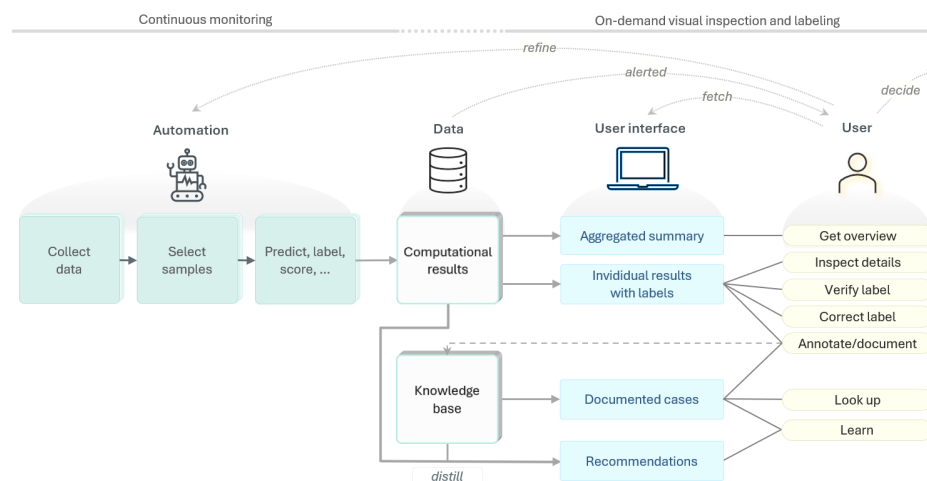 Continuous monitoring
On-demand visual inspection and labeling
refine
alerted
decide
fetch
Automation
Data
User interface
User
Collect
data
Select
samples
Predict, label,
score, ...
Computational
results
Aggregated summary
Get overview
Invididual results
with labels
Inspect details
Verify label
Correct label
Annotate/document
Knowledge
base
Documented cases
Look up
Learn
Recommendations
distill